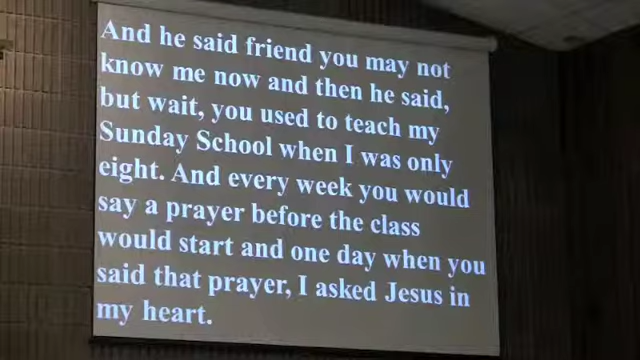 And he said friend you may not
know me now and then he said,
but wait, you used to teach my
Sunday School when I was only
eight. And every week you would
say a prayer before the class
would start and one day when you
said that prayer, I asked Jesus in
my heart.